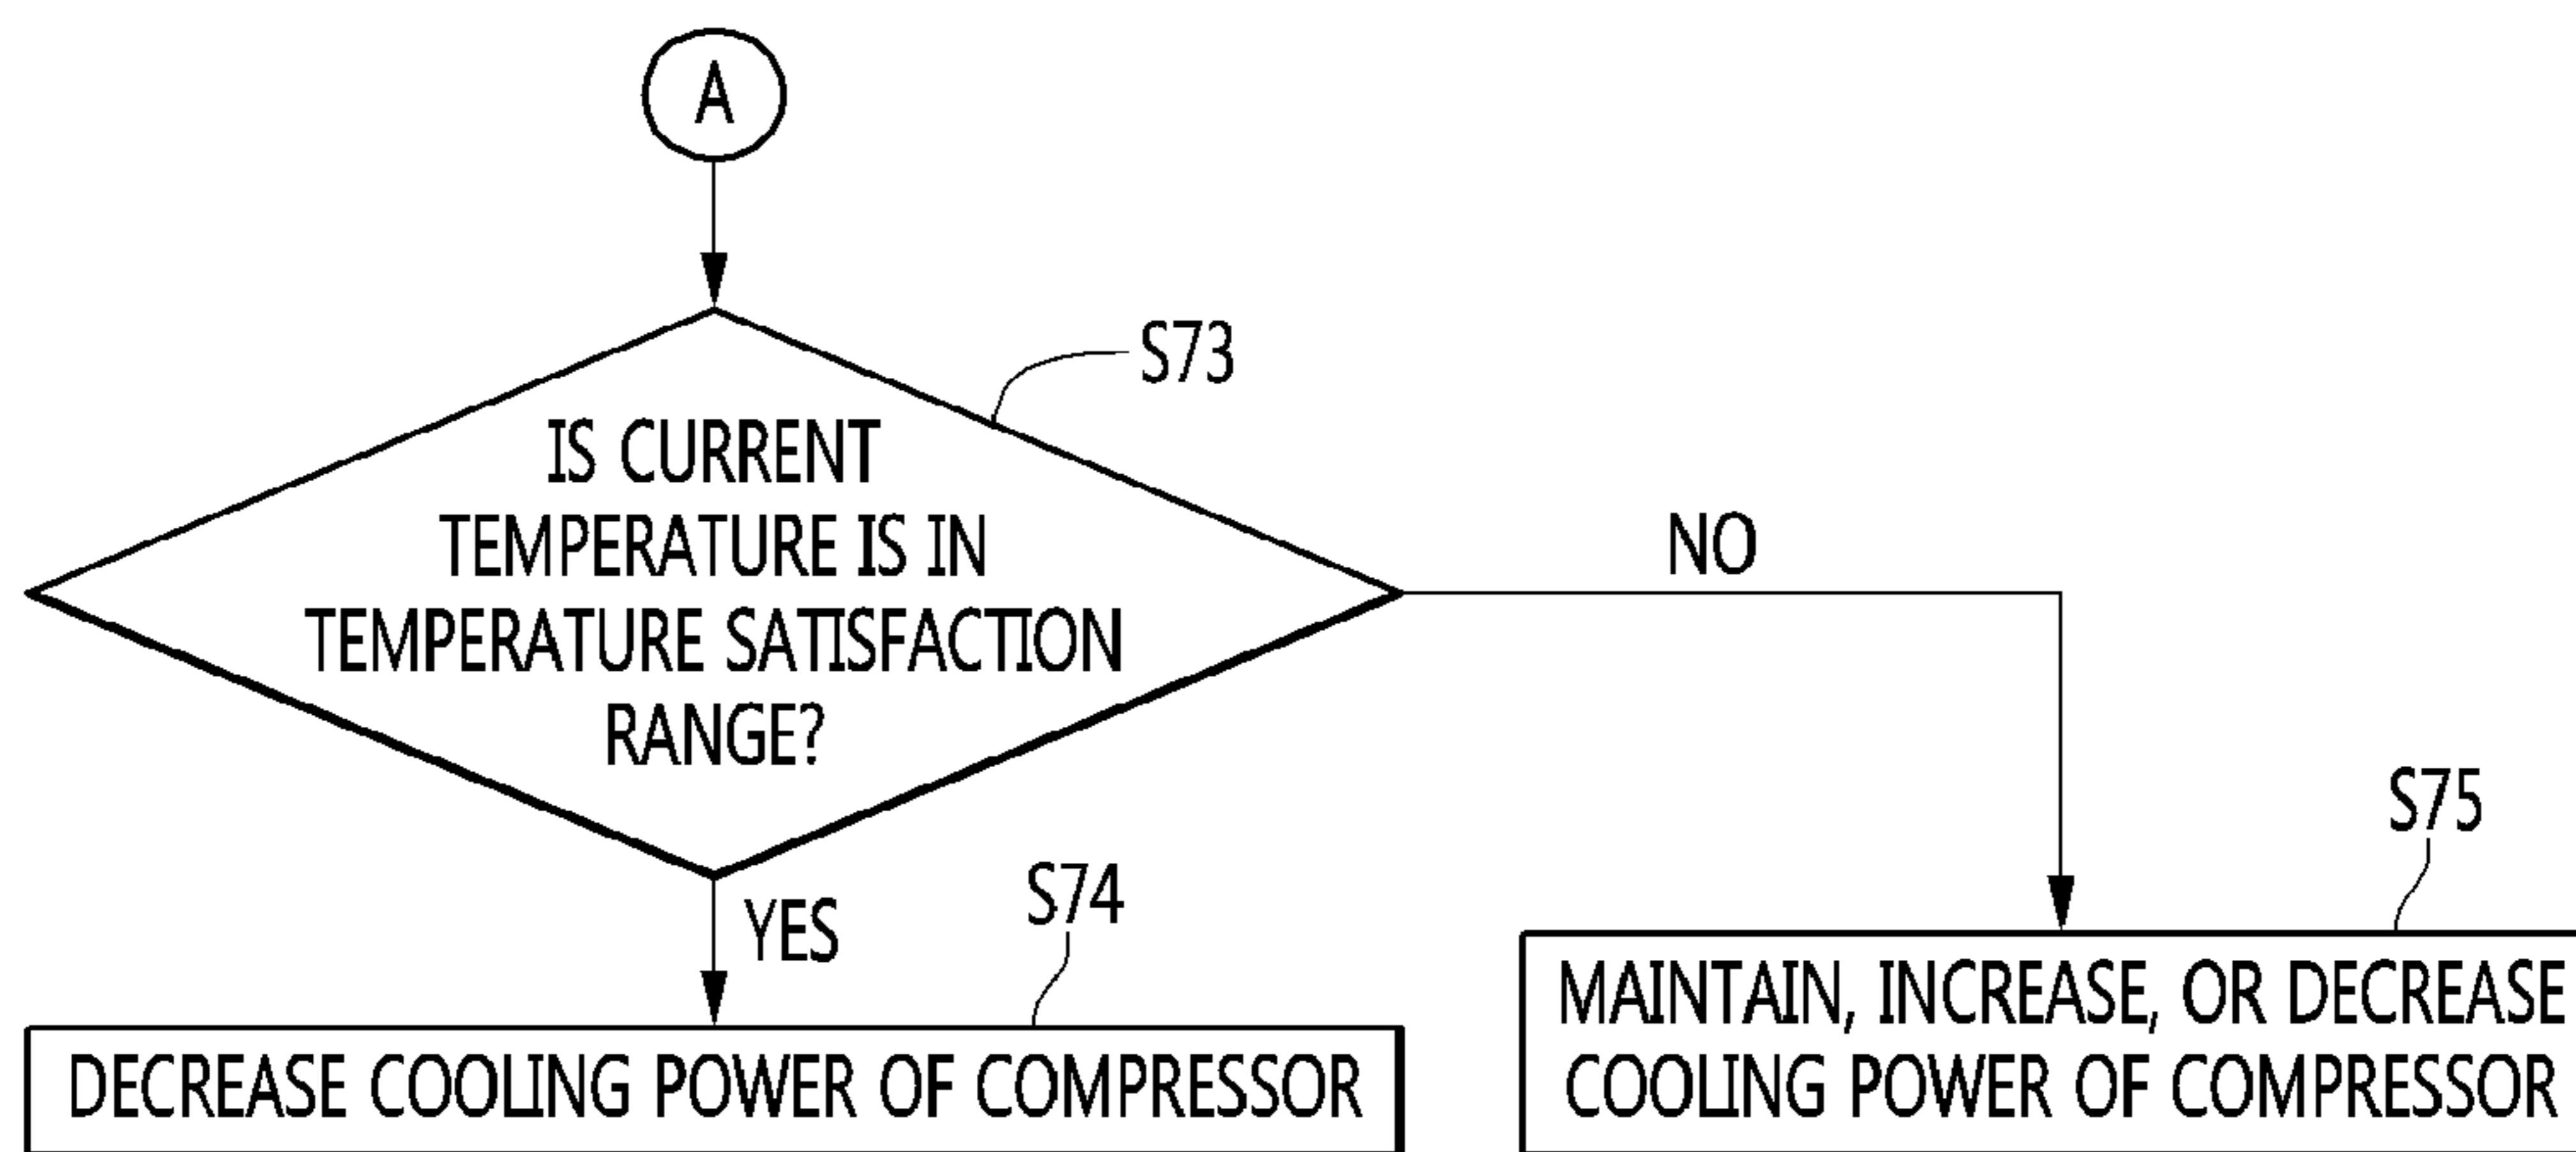 A
S73
IS CURRENT
TEMPERATURE IS IN
TEMPERATURE SATISFACTION
RANGE?
NO
YES
S74
DECREASE COOLING POWER OF COMPRESSOR
S75
MAINTAIN, INCREASE, OR DECREASE
COOLING POWER OF COMPRESSOR